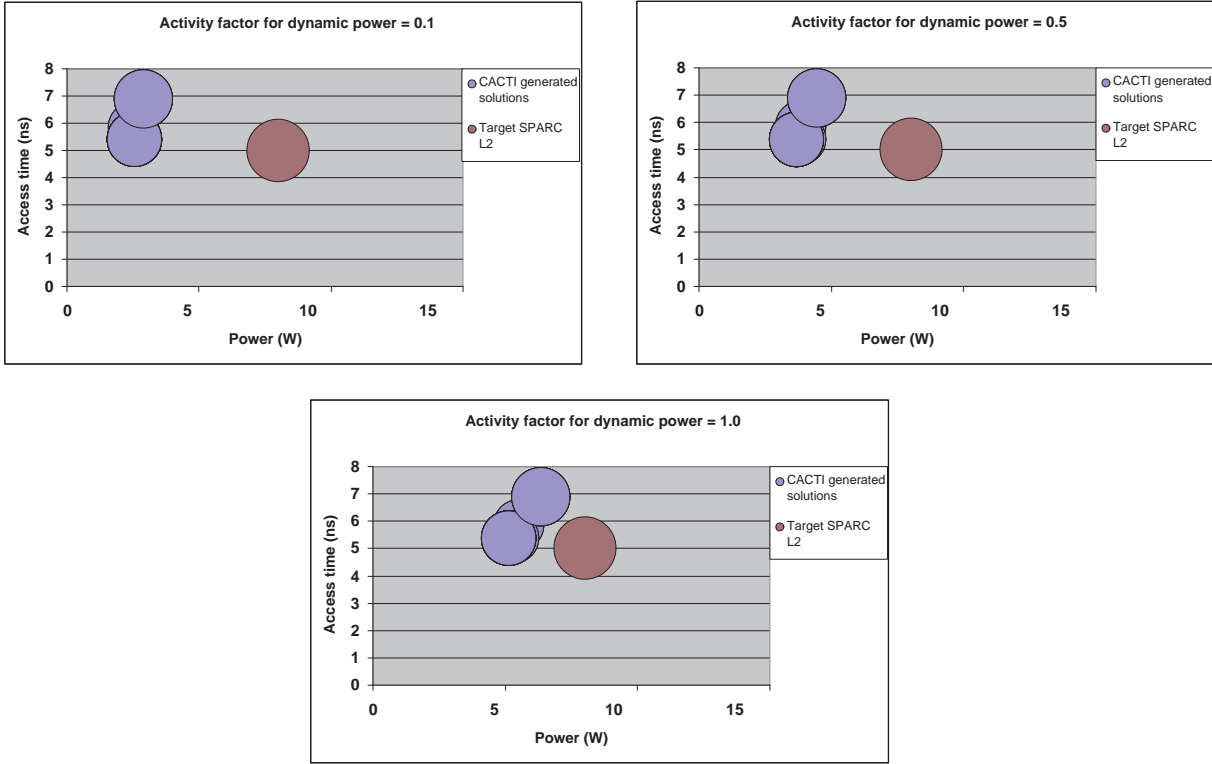 Activity factor for dynamic power = 0.1
8
7
6
5
4
3
2
1
0
Access time (ns)
0
5
10
15
Power (W)
CACTI generated
solutions
Target SPARC
L2
Activity factor for dynamic power = 0.5
8
7
6
5
4
3
2
1
0
Access time (ns)
0
5
10
15
Power (W)
CACTI generated
solutions
Target SPARC
L2
Activity factor for dynamic power = 1.0
8
7
6
5
4
3
2
1
0
Access time (ns)
0
5
10
15
Power (W)
CACTI generated
solutions
Target SPARC
L2